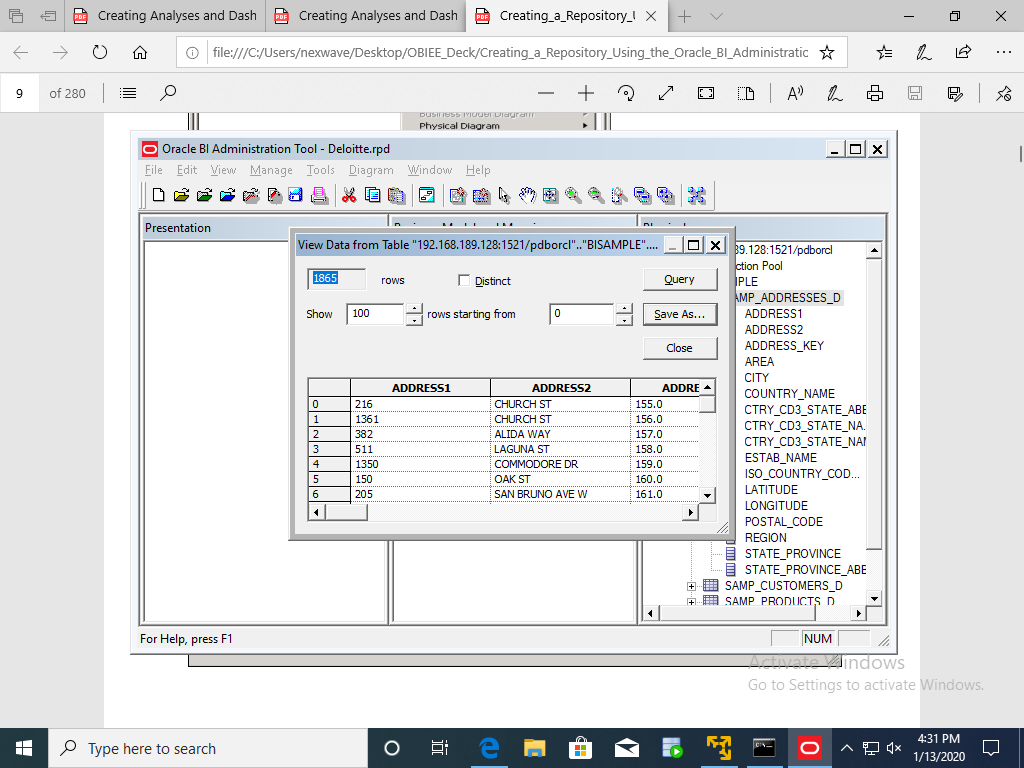 Creating Analyses and Dash
Creating Analyses and Dash
Creating_a_Repository_U
file:///C:/Users/nexwave/Desktop/OBIEE_Deck/Creating_a_Repository_Using_the_Oracle_BI_Administratic
9 of 280
Business Model Diagram
Physical Diagram
Oracle BI Administration Tool - Deloitte.rpd
File Edit View Manage Tools Diagram Window Help
Presentation
View Data from Table "192.168.189.128:1521/pdborcl".."BISAMPLE"....
1865 rows Distinct Query
Show 100 rows starting from 0 Save As...
Close
ADDRESS1 ADDRESS2 ADDRE
0 216 CHURCH ST 155.0
1 1361 CHURCH ST 156.0
2 382 ALIDA WAY 157.0
3 511 LAGUNA ST 158.0
4 1350 COMMODORE DR 159.0
5 150 OAK ST 160.0
6 205 SAN BRUNO AVE W 161.0
39.128:1521/pdborcl
ction Pool
IPLE
AMP_ADDRESSES_D
ADDRESS1
ADDRESS2
ADDRESS_KEY
AREA
CITY
COUNTRY_NAME
CTRY_CD3_STATE_ABE
CTRY_CD3_STATE_NA.
CTRY_CD3_STATE_NAI
ESTAB_NAME
ISO_COUNTRY_COD...
LATITUDE
LONGITUDE
POSTAL_CODE
REGION
STATE_PROVINCE
STATE_PROVINCE_ABE
SAMP_CUSTOMERS_D
SAMP_PRODUCTS_D
For Help, press F1
NUM
Activate Windows
Go to Settings to activate Windows.
Type here to search
4:31 PM
1/13/2020